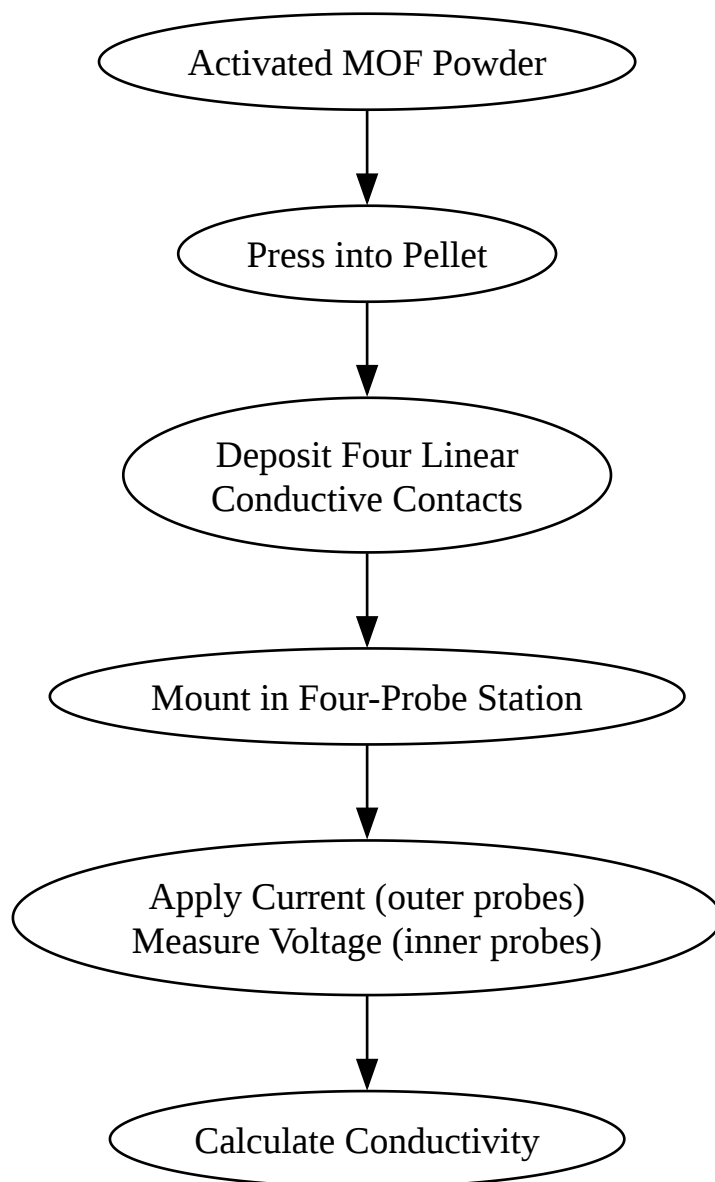 Activated MOF Powder
Press into Pellet
Deposit Four Linear
Conductive Contacts
Mount in Four-Probe Station
Apply Current (outer probes)
Measure Voltage (inner probes)
Calculate Conductivity